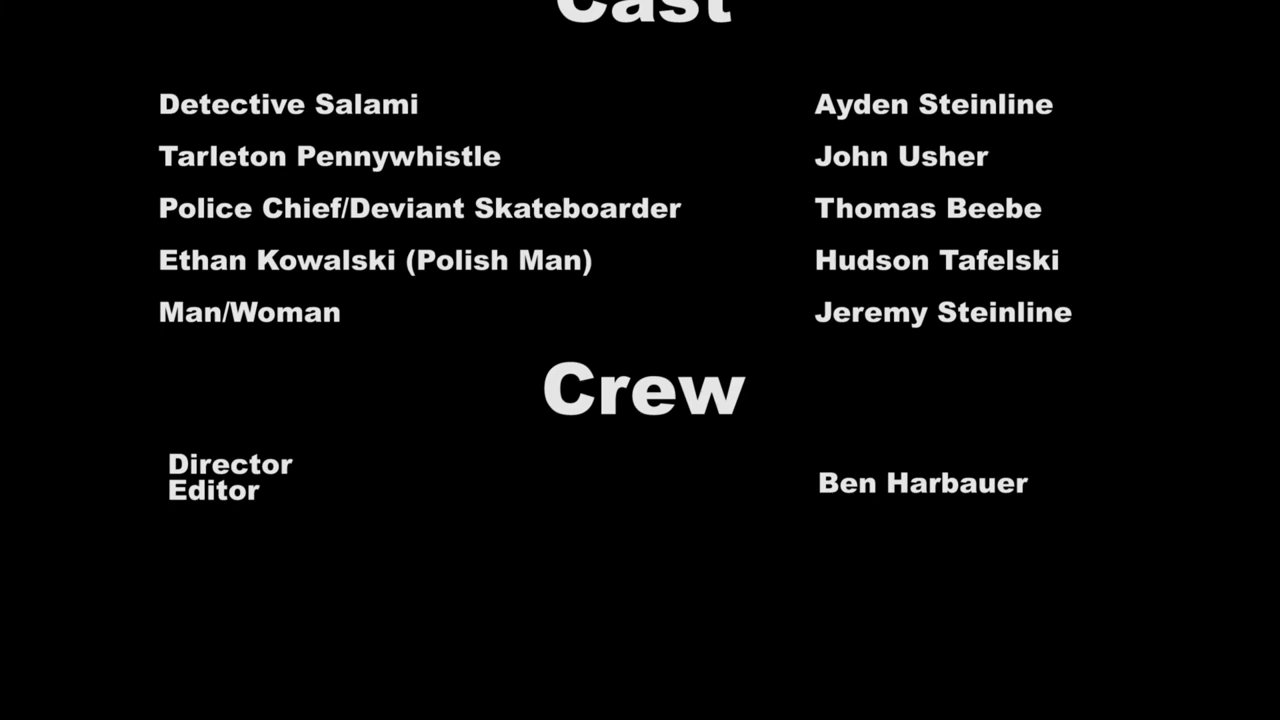 Cast
Detective Salami Ayden Steinline
Tarleton Pennywhistle John Usher
Police Chief/Deviant Skateboarder Thomas Beebe
Ethan Kowalski (Polish Man) Hudson Tafelski
Man/Woman Jeremy Steinline
Crew
Director
Editor
Ben Harbauer